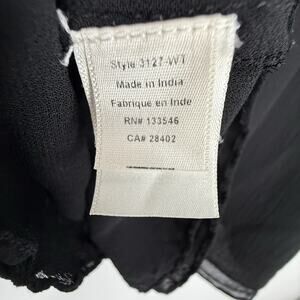 Style 3127-WT
Made in India
Fabrique en Inde
RN# 133546
CA# 28402